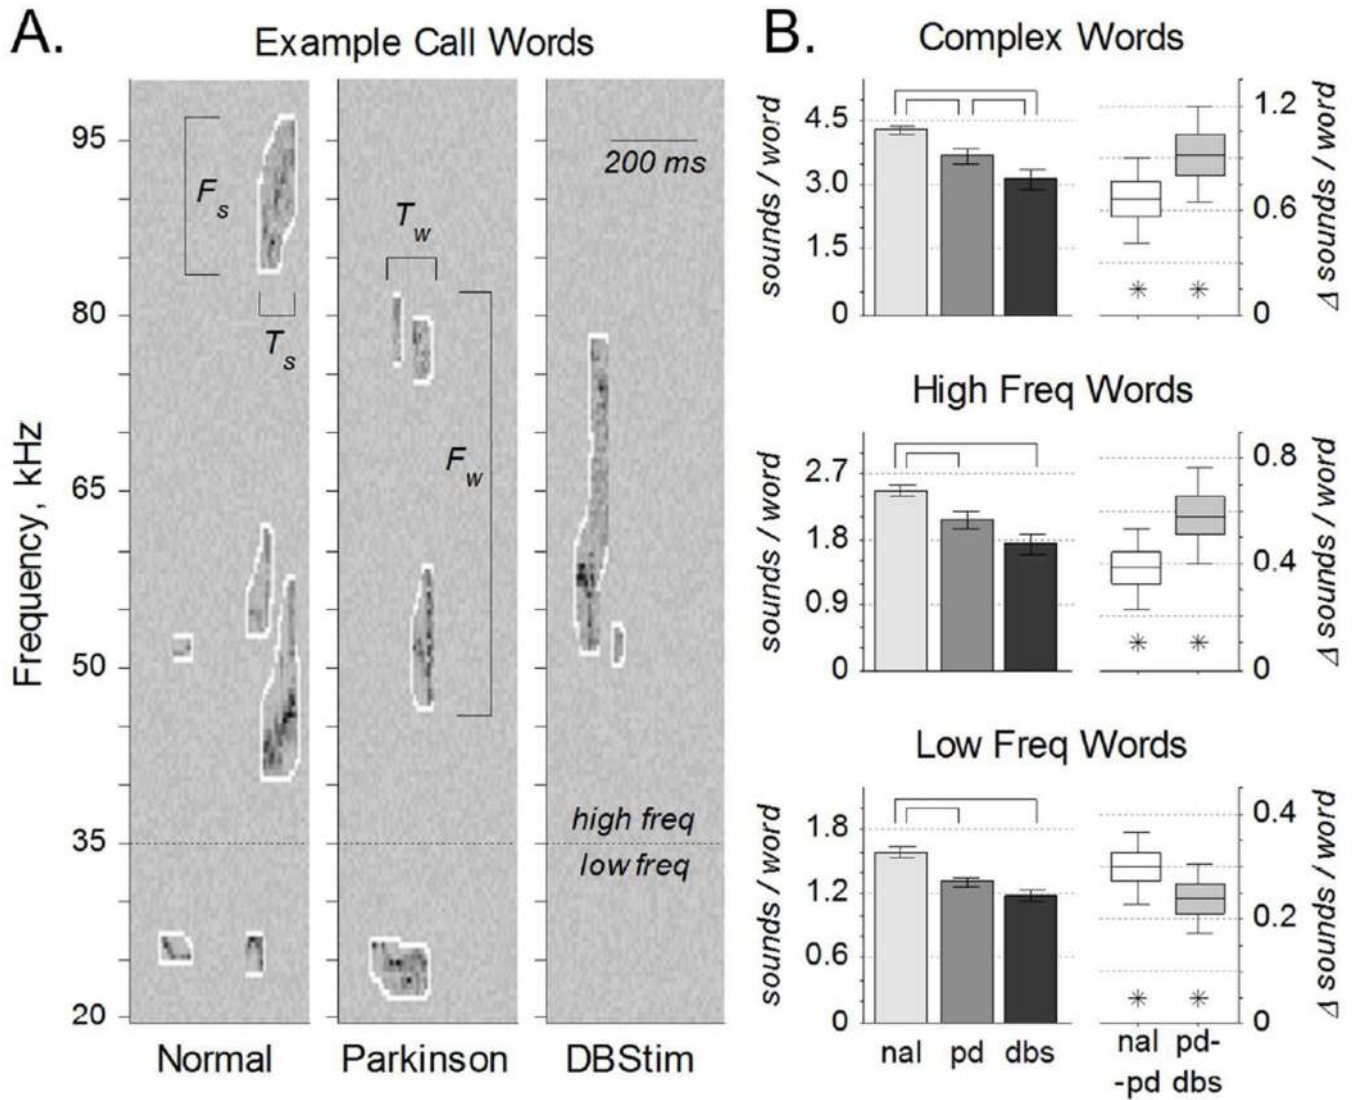 A.
Example Call Words
95
80
65
50
35
20
Frequency, kHz
F s
T s
T w
F w
200 ms
high freq
low freq
Normal
Parkinson
DBStim
B.
Complex Words
sounds / word
4.5
3.0
1.5
0
1.2
0.6
0
Δ sounds / word
* *
High Freq Words
sounds / word
2.7
1.8
0.9
0
0.8
0.4
0
Δ sounds / word
* *
Low Freq Words
sounds / word
1.8
1.2
0.6
0
0.4
0.2
0
Δ sounds / word
* *
nal pd dbs
nal pd-
-pd dbs